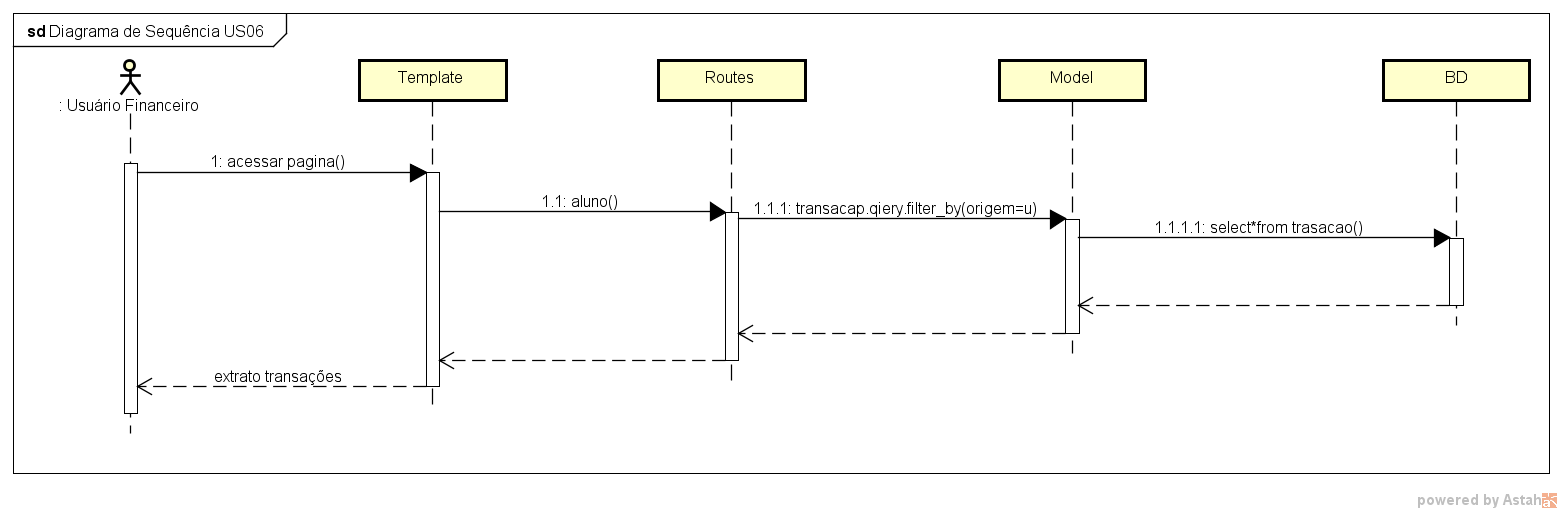 sd Diagrama de Sequência US06
: Usuário Financeiro
Template
Routes
Model
BD
1: acessar pagina()
1.1: aluno()
1.1.1: transacap.qiery.filter_by(origem=u)
1.1.1.1: select*from trasacao()
extrato transações
powered by Astah